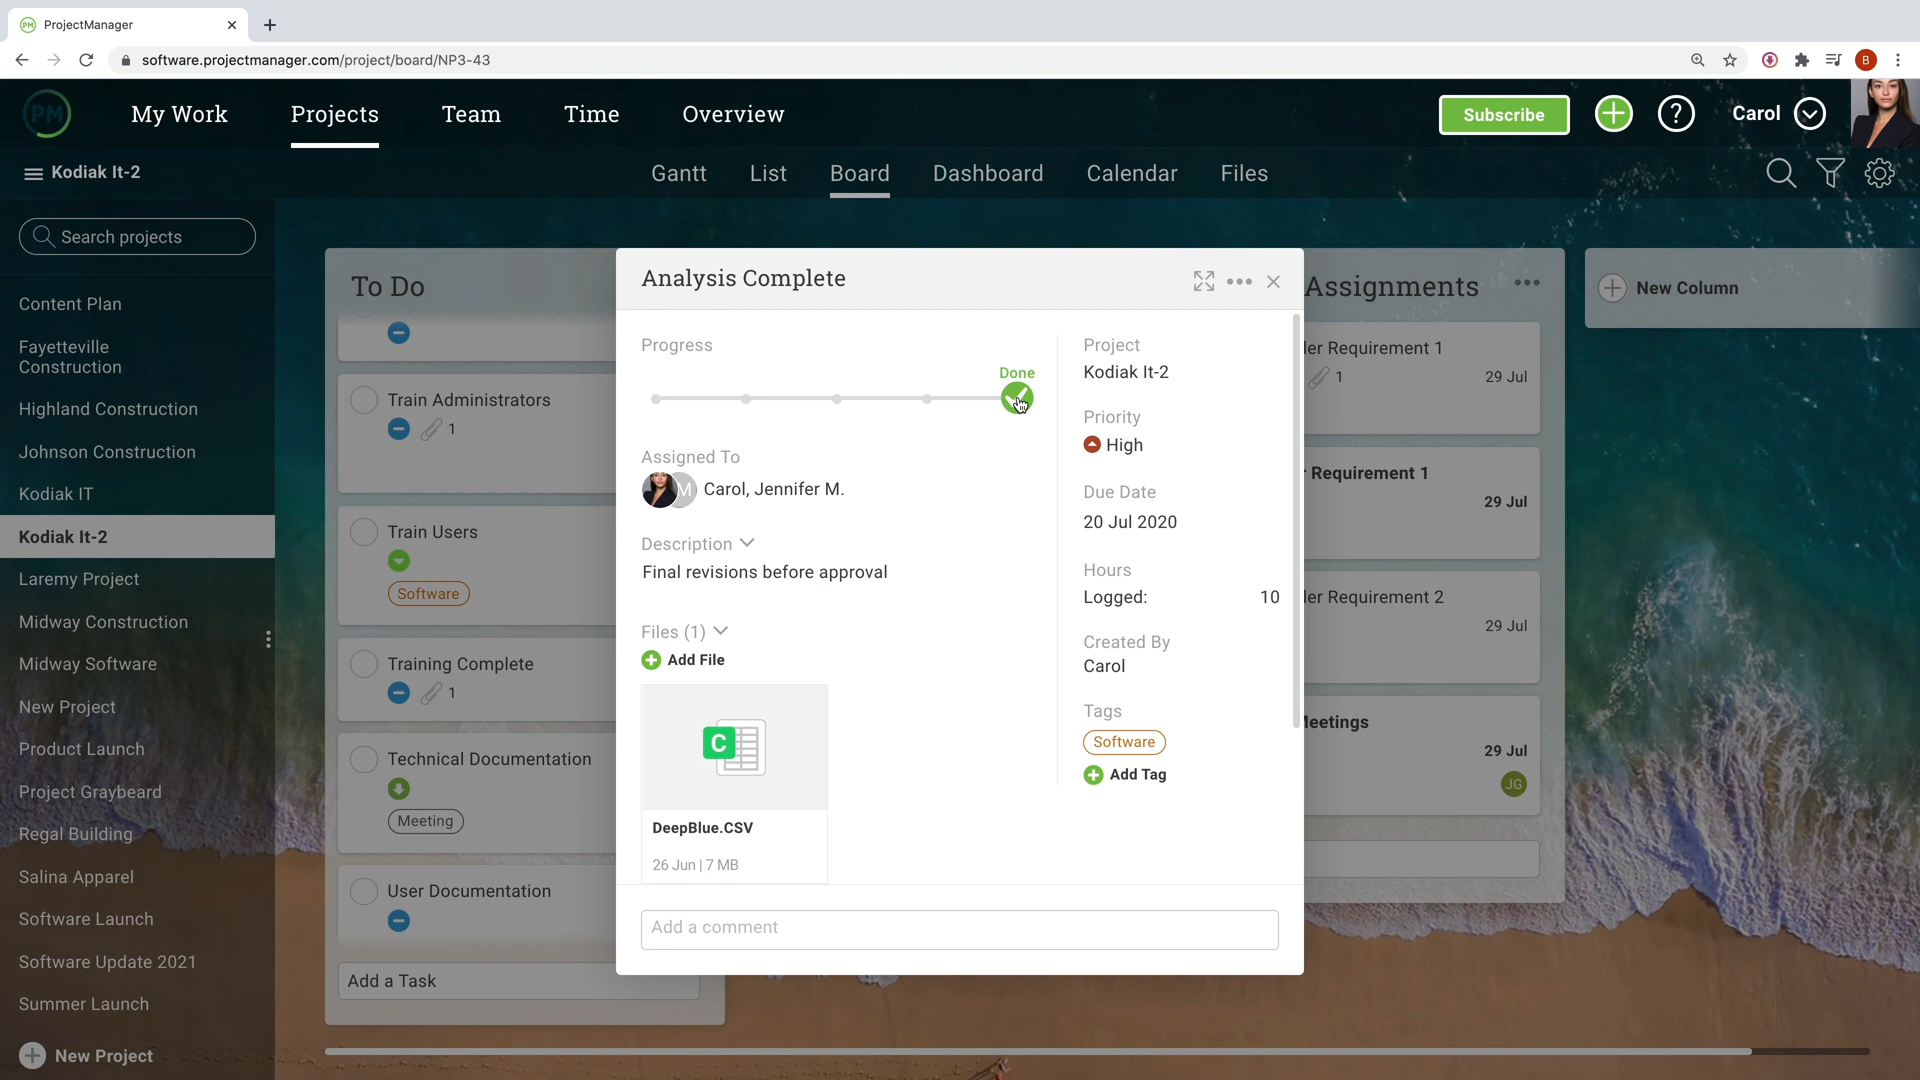 ProjectManager
software.projectmanager.com/project/board/NP3-43
B
PM
My Work
Projects
Team
Time
Overview
Subscribe
Carol
Kodiak It-2
Gantt
List
Board
Dashboard
Calendar
Files
Search projects
Content Plan
Fayetteville
Construction
Highland Construction
Johnson Construction
Kodiak IT
Kodiak It-2
Laremy Project
Midway Construction
Midway Software
New Project
Product Launch
Project Graybeard
Regal Building
Salina Apparel
Software Launch
Software Update 2021
Summer Launch
New Project
To Do
Train Administrators
1
Train Users
Software
Training Complete
1
Technical Documentation
Meeting
User Documentation
Add a Task
Analysis Complete
Progress
Done
Assigned To
M
Carol, Jennifer M.
Description
Final revisions before approval
Files (1)
Add File
C
DeepBlue.CSV
26 Jun | 7 MB
Add a comment
Project
Kodiak It-2
Priority
High
Due Date
20 Jul 2020
Hours
Logged: 10
Created By
Carol
Tags
Software
Add Tag
Assignments
er Requirement 1
1 29 Jul
r Requirement 1
29 Jul
er Requirement 2
29 Jul
Meetings
29 Jul
JG
New Column